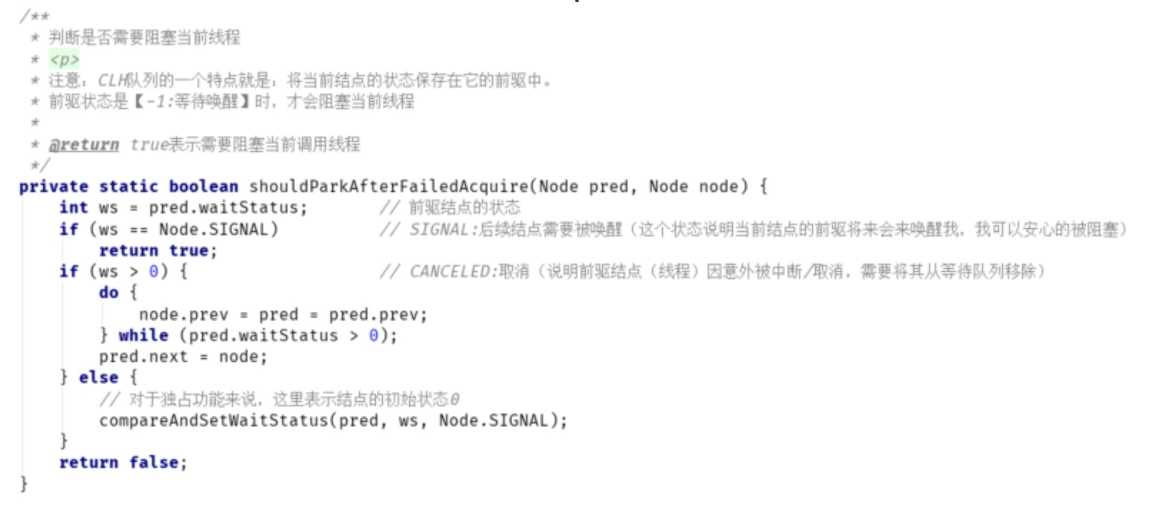 /**
 * 判断是否需要阻塞当前线程
 * <p>
 * 注意：CLH队列的一个特点就是：将当前结点的状态保存在它的前驱中。
 * 前驱状态是【-1:等待唤醒】时，才会阻塞当前线程
 *
 * @return true表示需要阻塞当前调用线程
 */
private static boolean shouldParkAfterFailedAcquire(Node pred, Node node) {
    int ws = pred.waitStatus;       // 前驱结点的状态
    if (ws == Node.SIGNAL)          // SIGNAL:后续结点需要被唤醒（这个状态说明当前结点的前驱将来会来唤醒我，我可以安心的被阻塞）
        return true;
    if (ws > 0) {                   // CANCELED:取消（说明前驱结点（线程）因意外被中断/取消，需要将其从等待队列移除）
        do {
            node.prev = pred = pred.prev;
        } while (pred.waitStatus > 0);
        pred.next = node;
    } else {
        // 对于独占功能来说，这里表示结点的初始状态0
        compareAndSetWaitStatus(pred, ws, Node.SIGNAL);
    }
    return false;
}